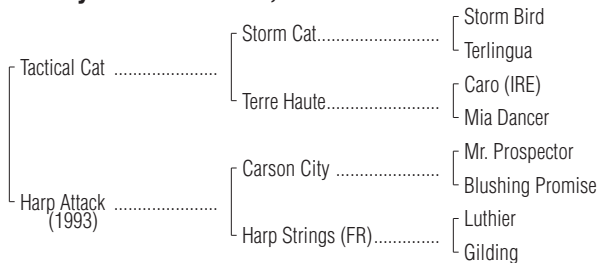 Storm Bird
Storm Cat
Terlingua
Tactical Cat
Caro (IRE)
Terre Haute
Mia Dancer
Mr. Prospector
Carson City
Blushing Promise
Harp Attack
(1993)
Luthier
Harp Strings (FR)
Gilding